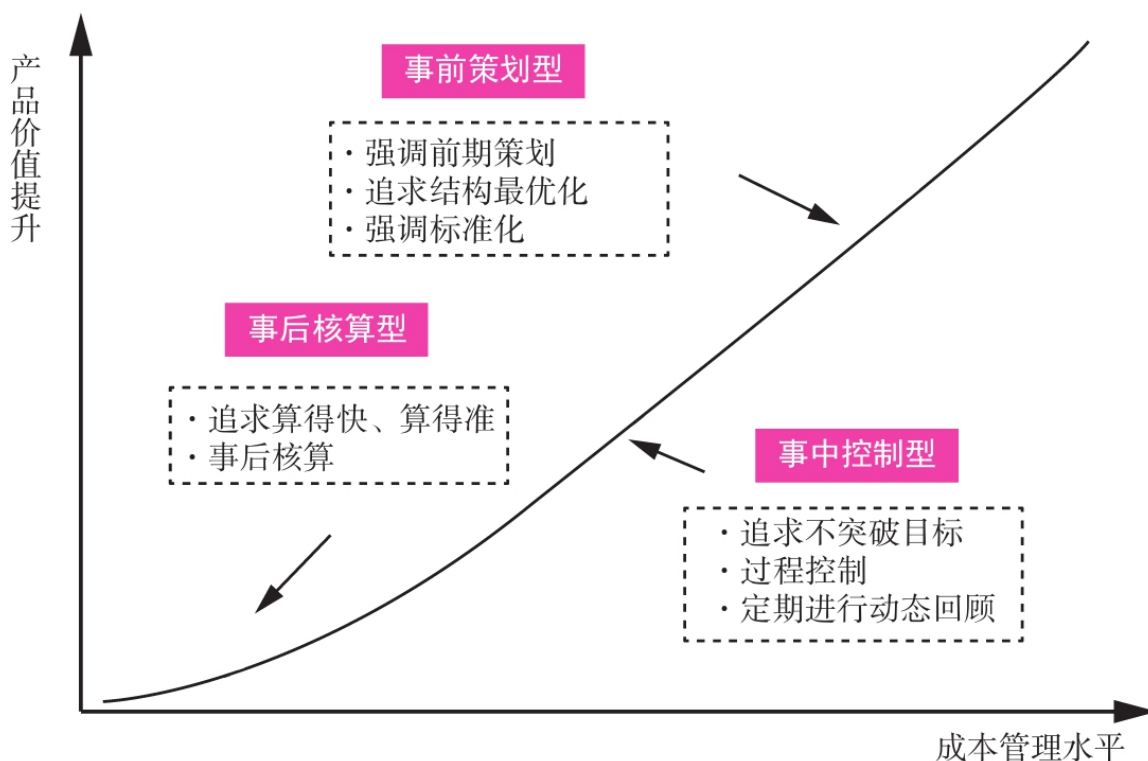 产品价值提升
事前策划型
·强调前期策划
·追求结构最优化
·强调标准化
事后核算型
·追求算得快、算得准
·事后核算
事中控制型
·追求不突破目标
·过程控制
·定期进行动态回顾
成本管理水平